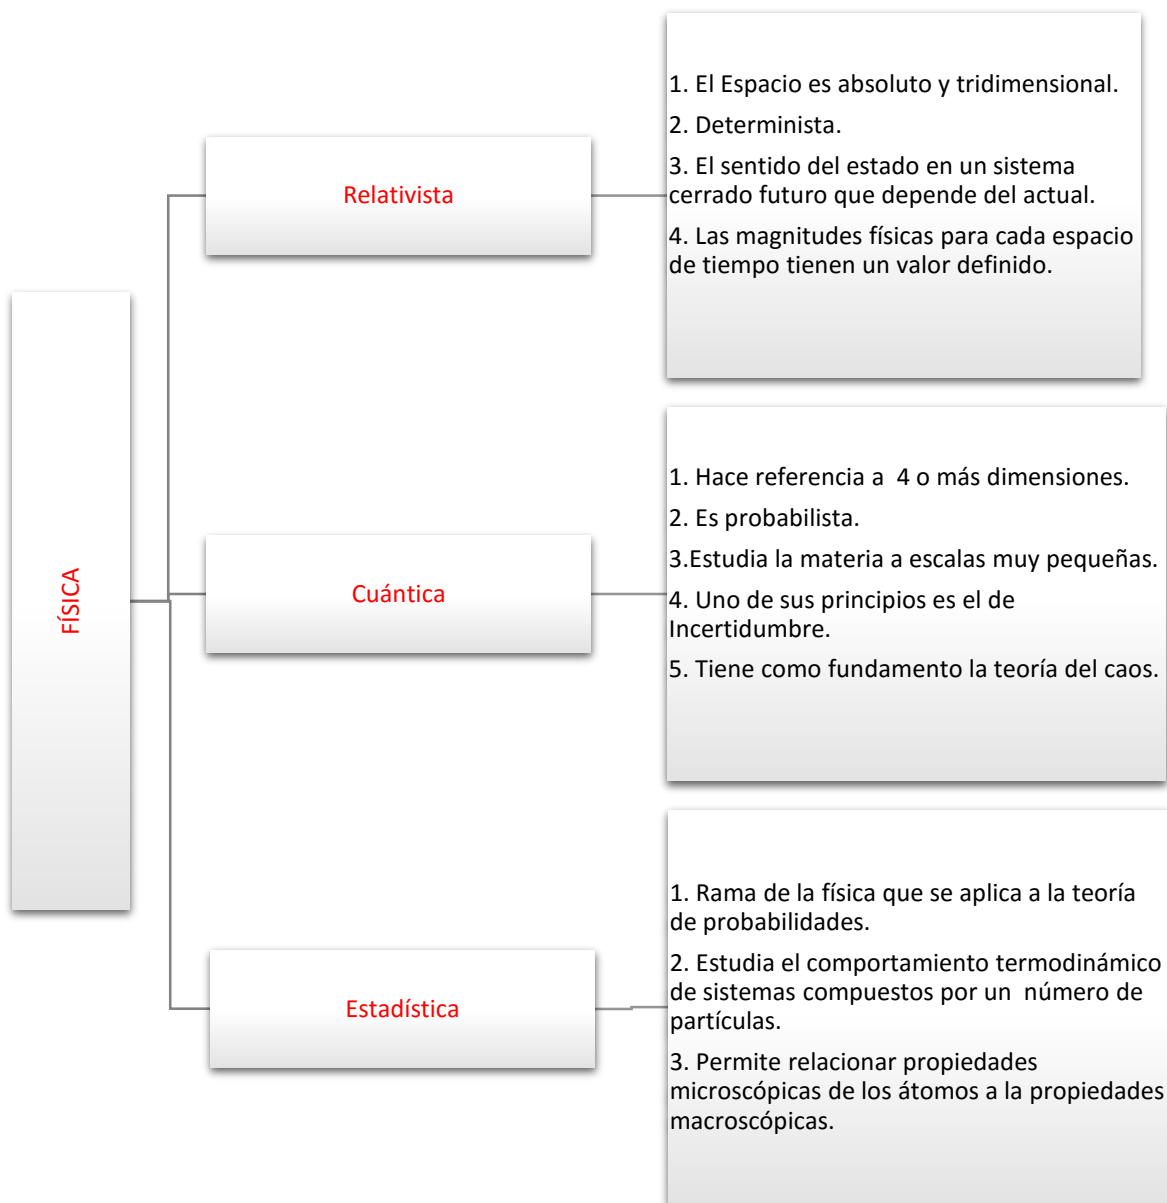 FÍSICA
Relativista
1. El Espacio es absoluto y tridimensional.
2. Determinista.
3. El sentido del estado en un sistema
cerrado futuro que depende del actual.
4. Las magnitudes físicas para cada espacio
de tiempo tienen un valor definido.
Cuántica
1. Hace referencia a  4 o más dimensiones.
2. Es probabilista.
3.Estudia la materia a escalas muy pequeñas.
4. Uno de sus principios es el de
Incertidumbre.
5. Tiene como fundamento la teoría del caos.
Estadística
1. Rama de la física que se aplica a la teoría
de probabilidades.
2. Estudia el comportamiento termodinámico
de sistemas compuestos por un  número de
partículas.
3. Permite relacionar propiedades
microscópicas de los átomos a la propiedades
macroscópicas.